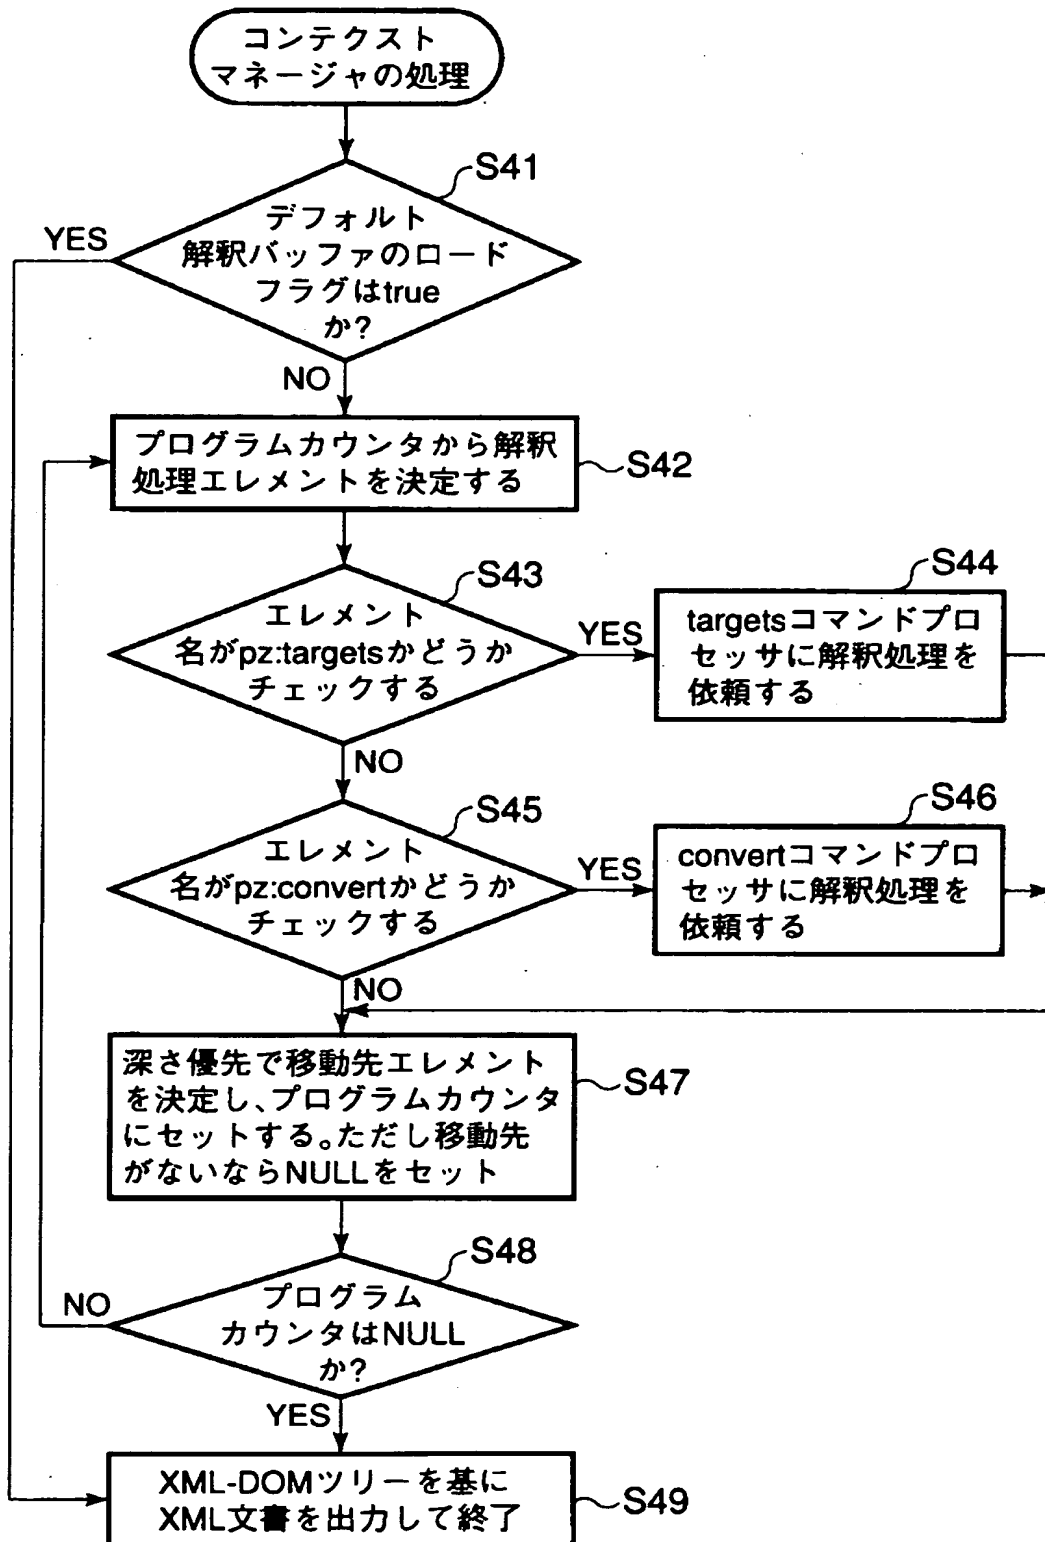 コンテクスト
マネージャの処理
S41
デフォルト
解釈バッファのロード
フラグはtrue
か?
YES
NO
プログラムカウンタから解釈
処理エレメントを決定する
S42
S43
エレメント
名がpz:targetsかどうか
チェックする
YES
S44
targetsコマンドプロ
セッサに解釈処理を
依頼する
NO
S45
エレメント
名がpz:convertかどうか
チェックする
YES
S46
convertコマンドプロ
セッサに解釈処理を
依頼する
NO
深さ優先で移動先エレメント
を決定し、プログラムカウンタ
にセットする。ただし移動先
がないならNULLをセット
S47
S48
プログラム
カウンタはNULL
か?
NO
YES
XML-DOMツリーを基に
XML文書を出力して終了
S49